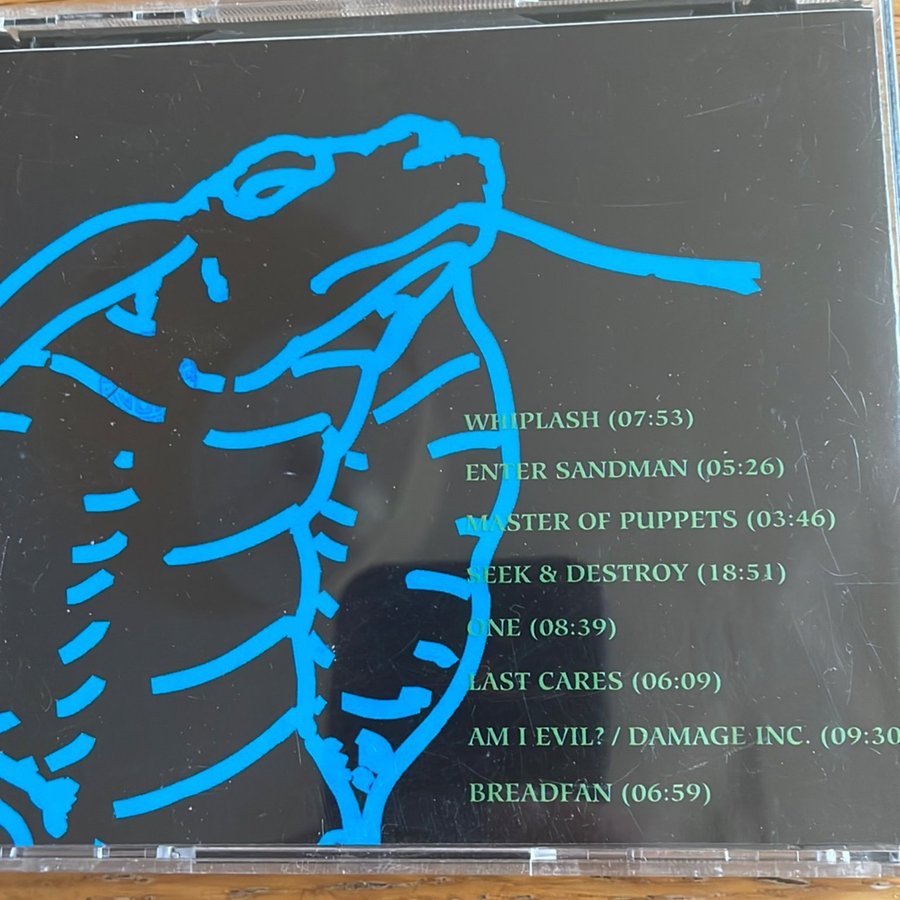 WHIPLASH (07:53)
ENTER SANDMAN (05:26)
MASTER OF PUPPETS (03:46)
SEEK & DESTROY (18:51)
ONE (08:39)
LAST CARES (06:09)
AM I EVIL? / DAMAGE INC. (09:30
BREADFAN (06:59)